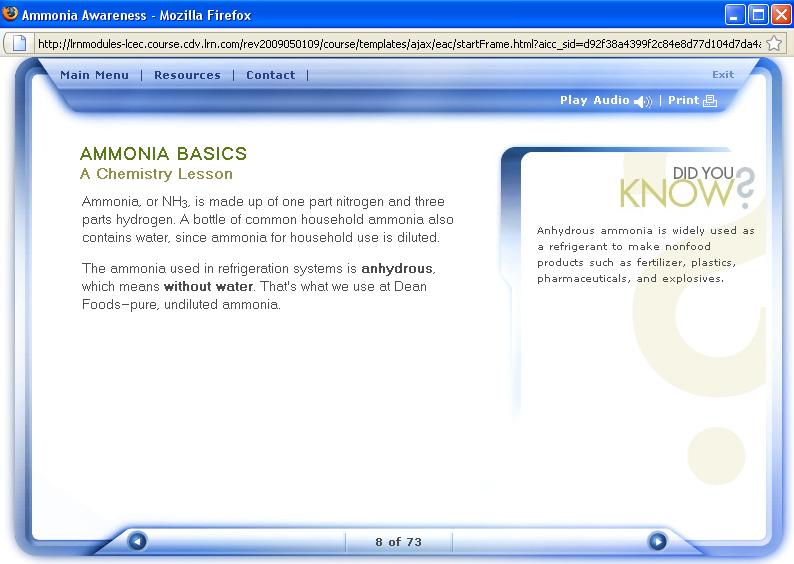 Ammonia Awareness - Mozilla Firefox
http://lrnmodules-lcec.course.cdv.lrn.com/rev2009050109/course/templates/ajax/eac/startFrame.html?aicc_sid=d92f38a4399f2c84e8d77d104d7da4a
Main Menu | Resources | Contact |
Exit
Play Audio | Print
AMMONIA BASICS
A Chemistry Lesson
Ammonia, or NH₃, is made up of one part nitrogen and three
parts hydrogen. A bottle of common household ammonia also
contains water, since ammonia for household use is diluted.
The ammonia used in refrigeration systems is anhydrous,
which means without water. That's what we use at Dean
Foods–pure, undiluted ammonia.
DID YOU
KNOW?
Anhydrous ammonia is widely used as
a refrigerant to make nonfood
products such as fertilizer, plastics,
pharmaceuticals, and explosives.
8 of 73